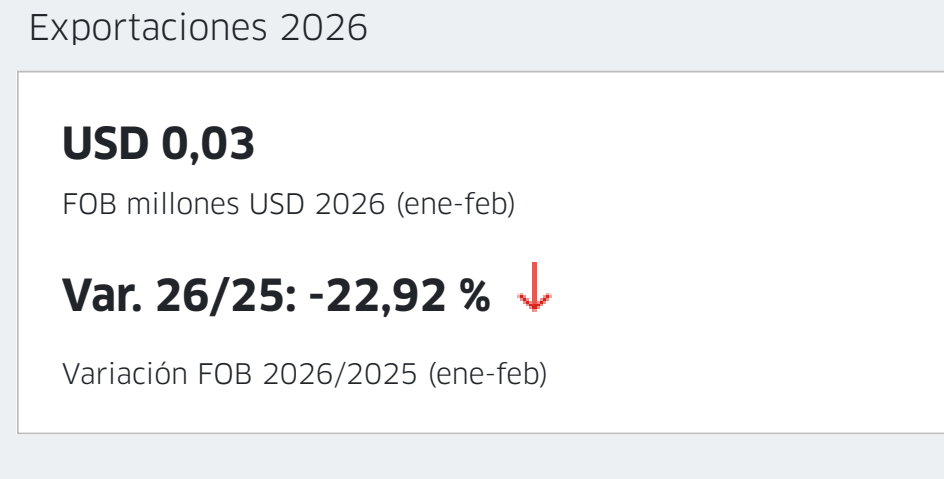 Exportaciones 2026
USD 0,03
FOB millones USD 2026 (ene-feb)
Var. 26/25: -22,92 %
Variación FOB 2026/2025 (ene-feb)